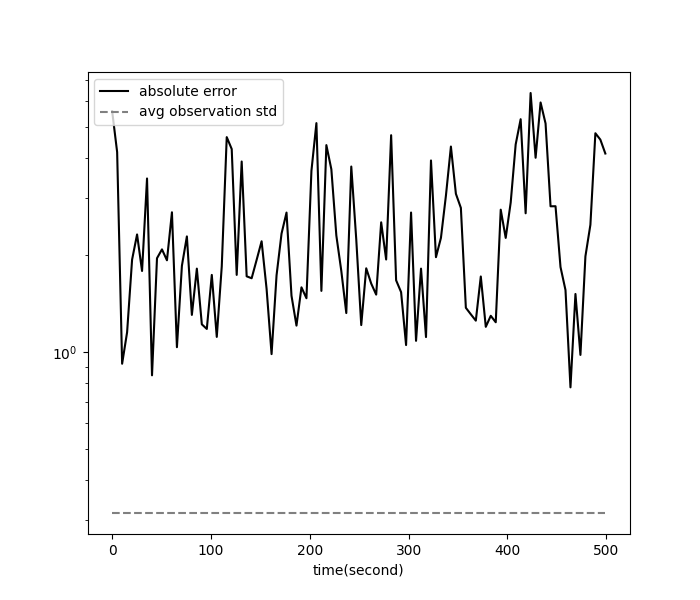 absolute error
avg observation std
10⁰
0 100 200 300 400 500
time(second)